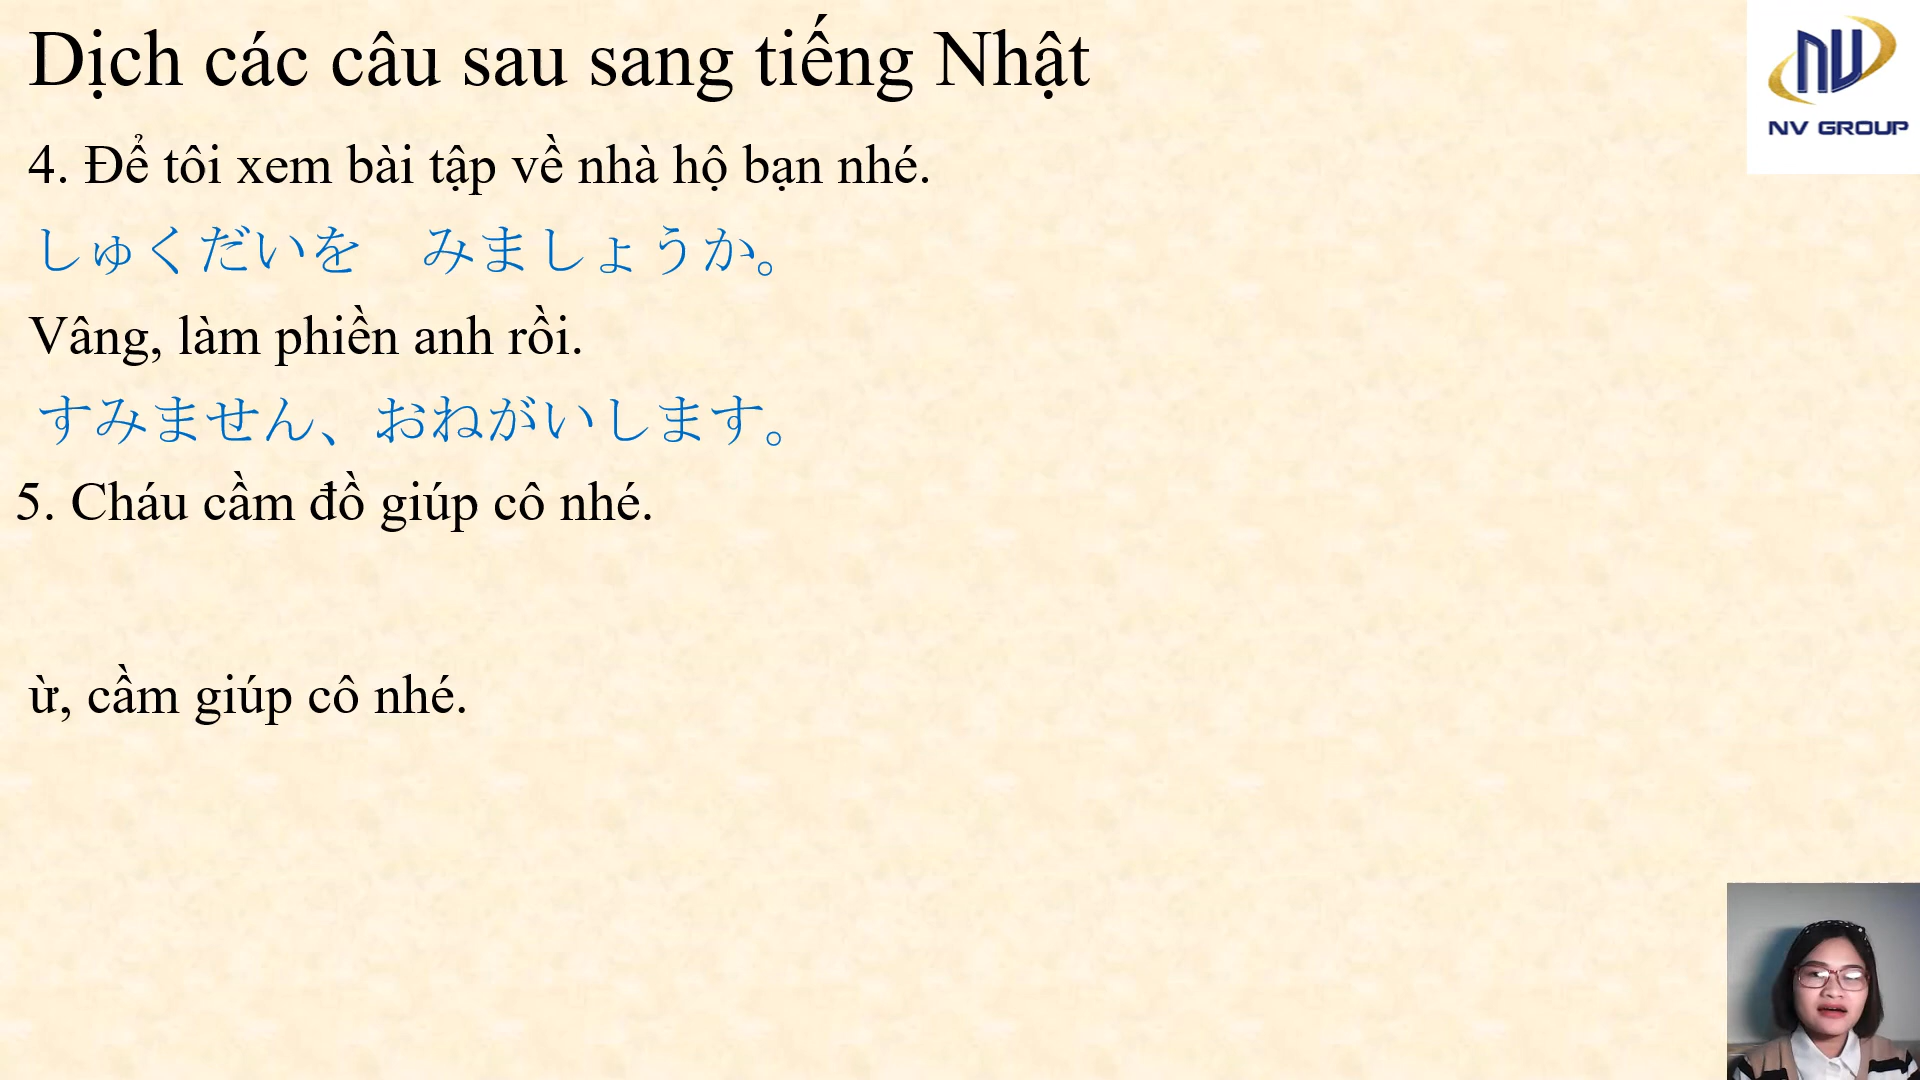 Dịch các câu sau sang tiếng Nhật
NV GROUP
4. Để tôi xem bài tập về nhà hộ bạn nhé.
しゅくだいを　みましょうか。
Vâng, làm phiền anh rồi.
すみません、おねがいします。
5. Cháu cầm đồ giúp cô nhé.
ừ, cầm giúp cô nhé.